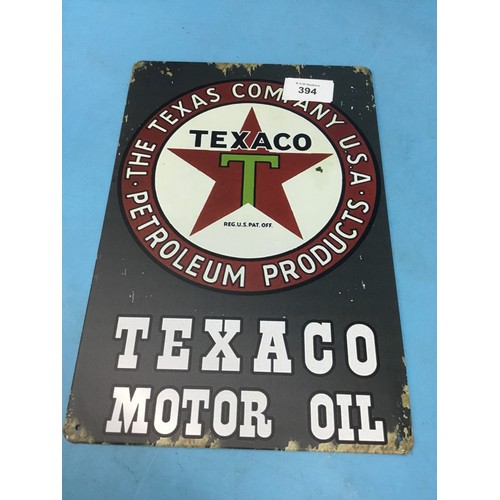 394
THE TEXAS COMPANY U.S.A.
TEXACO
T
REG. U.S. PAT. OFF.
PETROLEUM PRODUCTS
TEXACO
MOTOR OIL